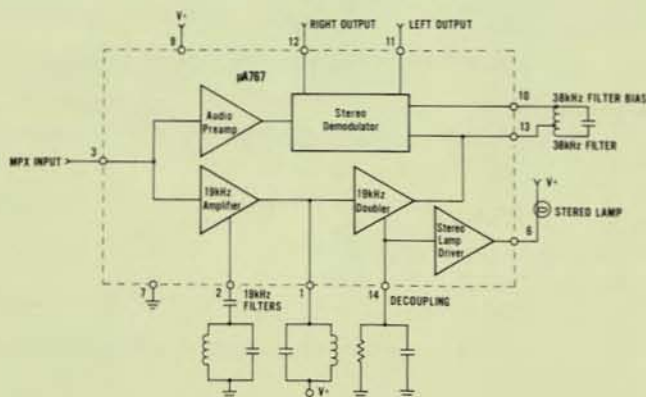 V+
RIGHT OUTPUT
LEFT OUTPUT
9
12
11
μA767
10
38kHz FILTER BIAS
Audio
Preamp
Stereo
Demodulator
13
38kHz FILTER
MPX INPUT
3
19kHz
Amplifier
19kHz
Doubler
V+
STEREO LAMP
Stereo
Lamp
Driver
6
7
2
19kHz
FILTERS
1
14
DECOUPLING
V+